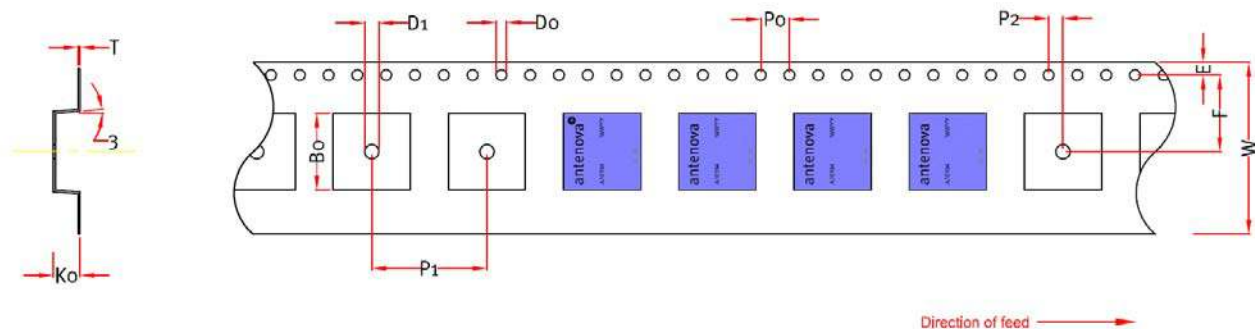 T
3
Ko
D1
Do
Po
P2
E
F
W
Bo
P1
antenova
antenova
antenova
antenova
Direction of feed